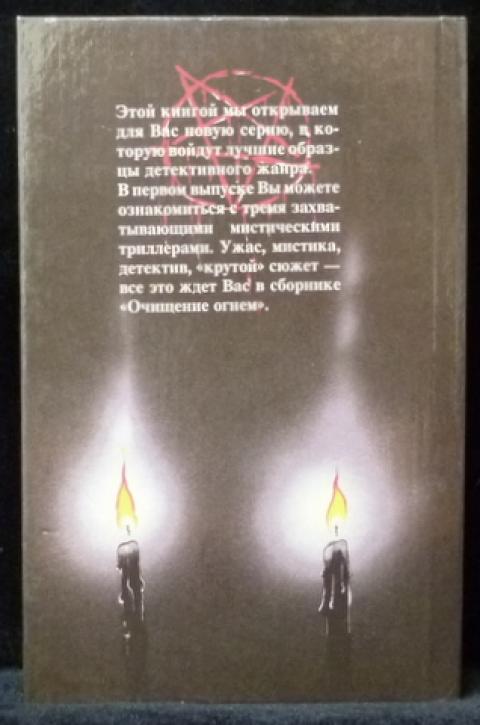 Этой книгой мы открываем
для Вас новую серию, в ко-
торую войдут лучшие образ-
цы детективного жанра.
В первом выпуске Вы можете
ознакомиться с тремя захва-
тывающими мистическими
триллерами. Ужас, мистика,
детектив, «крутой» сюжет —
все это ждет Вас в сборнике
«Очищение огнем».